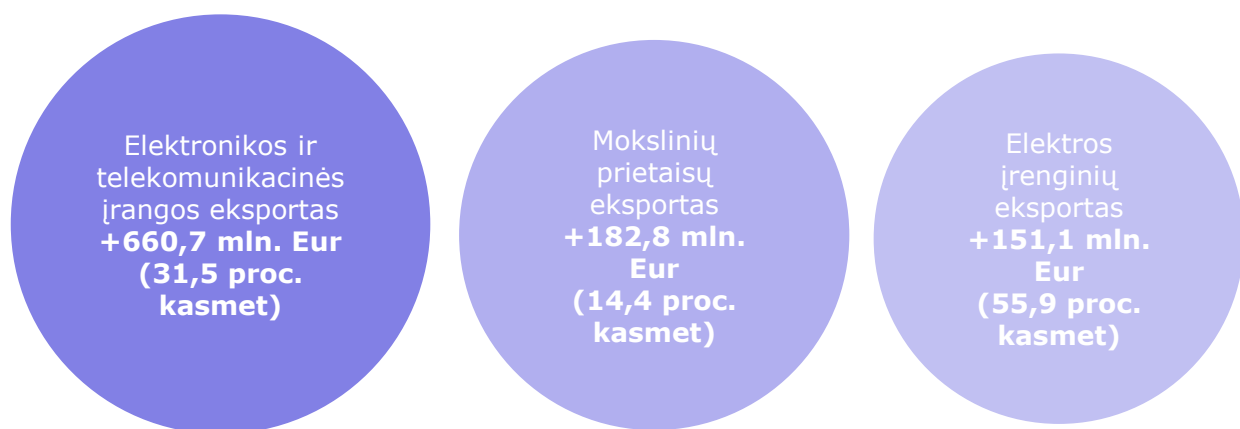 Elektronikos ir
telekomunikacinės
įrangos eksportas
+660,7 mln. Eur
(31,5 proc.
kasmet)
Mokslinių
prietaisų
eksportas
+182,8 mln.
Eur
(14,4 proc.
kasmet)
Elektros
įrenginių
eksportas
+151,1 mln.
Eur
(55,9 proc.
kasmet)